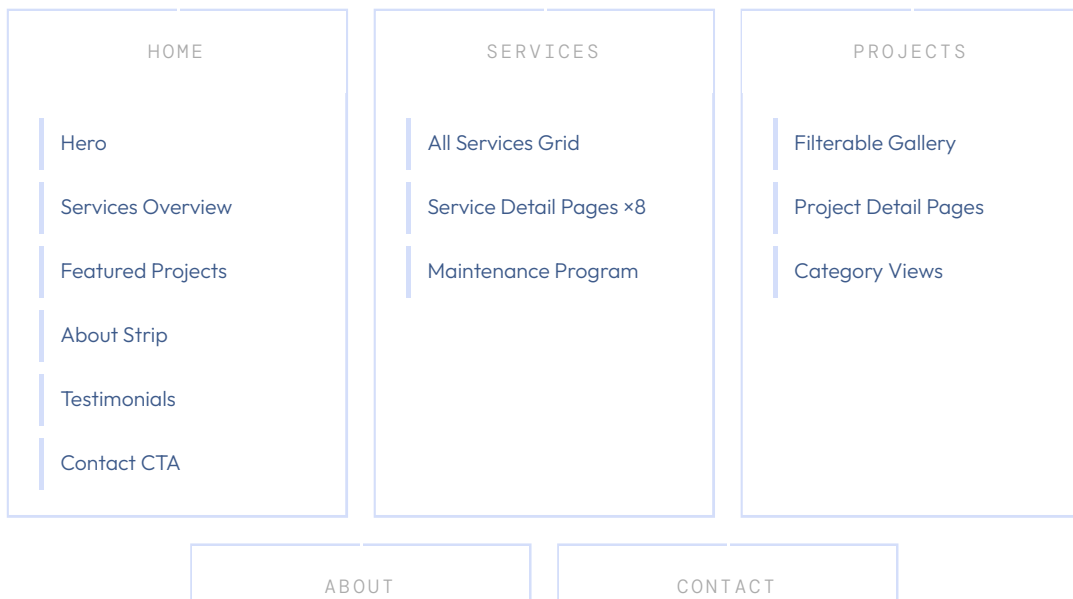 HOME
Hero
Services Overview
Featured Projects
About Strip
Testimonials
Contact CTA
SERVICES
All Services Grid
Service Detail Pages ×8
Maintenance Program
PROJECTS
Filterable Gallery
Project Detail Pages
Category Views
ABOUT
CONTACT